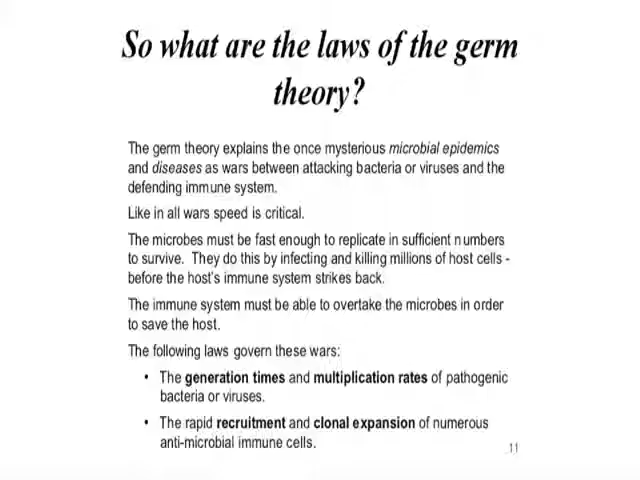 So what are the laws of the germ
theory?
The germ theory explains the once mysterious microbial epidemics
and diseases as wars between attacking bacteria or viruses and the
defending immune system.
Like in all wars speed is critical.
The microbes must be fast enough to replicate in sufficient numbers
to survive. They do this by infecting and killing millions of host cells -
before the host's immune system strikes back.
The immune system must be able to overtake the microbes in order
to save the host.
The following laws govern these wars:
• The generation times and multiplication rates of pathogenic
bacteria or viruses.
• The rapid recruitment and clonal expansion of numerous
anti-microbial immune cells.
11